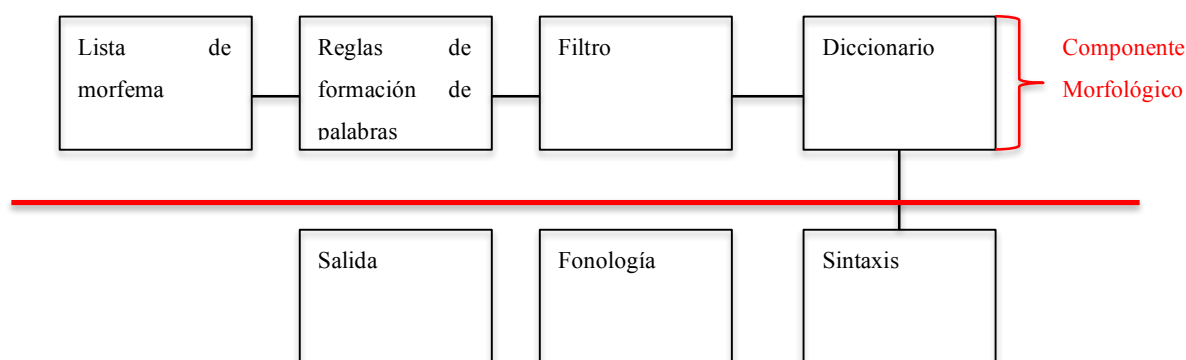 Lista de
morfema
Reglas de
formación de
palabras
Filtro
Diccionario
Componente
Morfológico
Salida
Fonología
Sintaxis